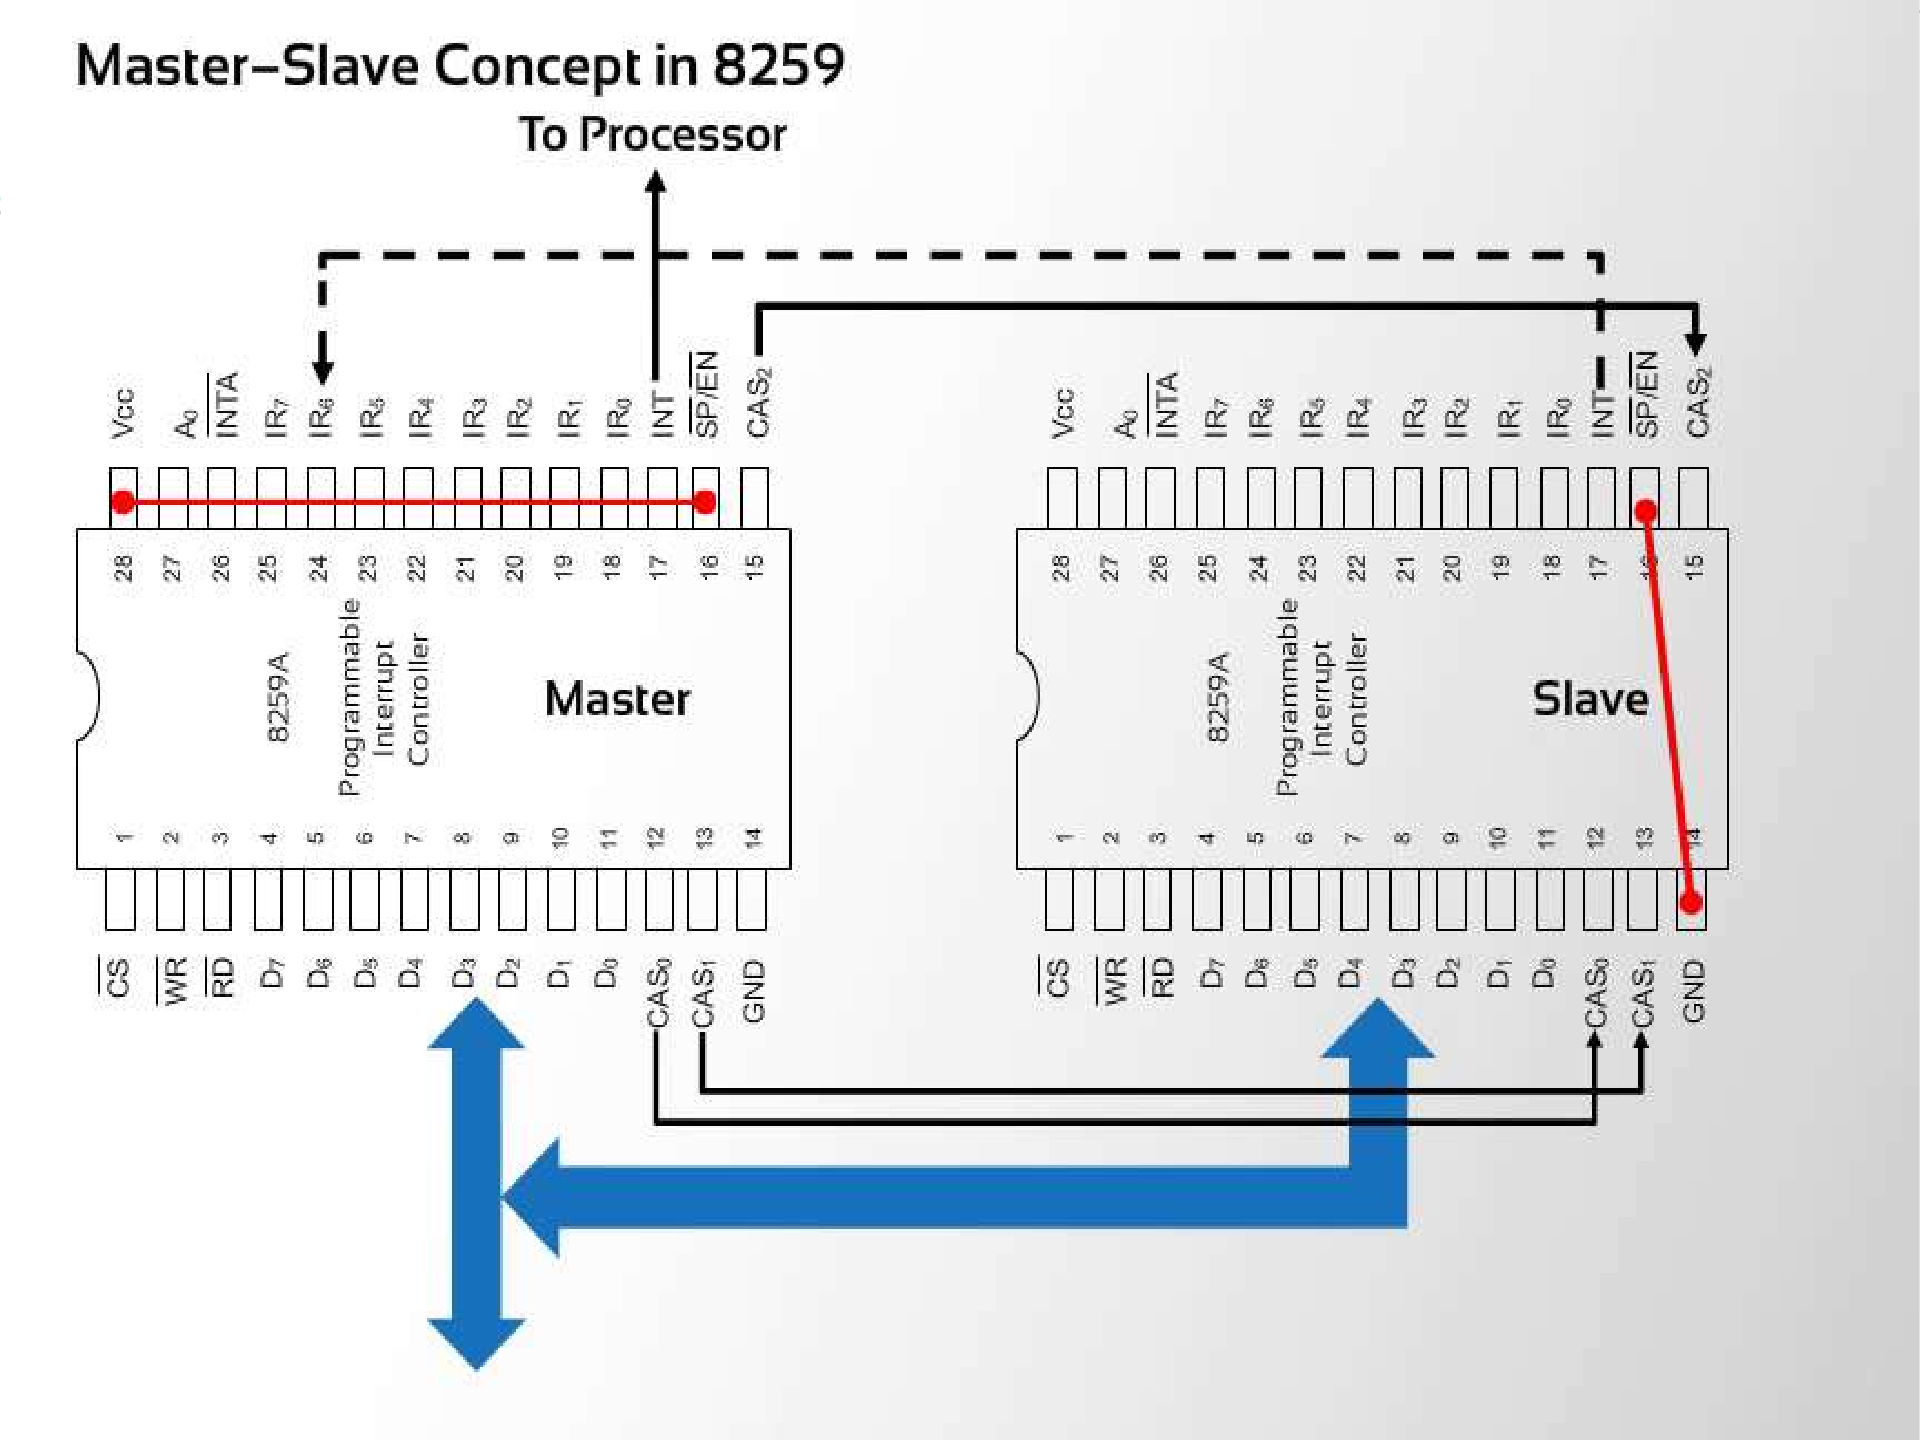 Master–Slave Concept in 8259
To Processor
Vcc A₀ INTA IR₇ IR₆ IR₅ IR₄ IR₃ IR₂ IR₁ IR₀ INT SP/EN CAS₂
28 27 26 25 24 23 22 21 20 19 18 17 16 15
8259A
Programmable
Interrupt
Controller
Master
1 2 3 4 5 6 7 8 9 10 11 12 13 14
CS WR RD D₇ D₆ D₅ D₄ D₃ D₂ D₁ D₀ CAS₀ CAS₁ GND
Vcc A₀ INTA IR₇ IR₆ IR₅ IR₄ IR₃ IR₂ IR₁ IR₀ INT SP/EN CAS₂
28 27 26 25 24 23 22 21 20 19 18 17 16 15
8259A
Programmable
Interrupt
Controller
Slave
1 2 3 4 5 6 7 8 9 10 11 12 13 14
CS WR RD D₇ D₆ D₅ D₄ D₃ D₂ D₁ D₀ CAS₀ CAS₁ GND